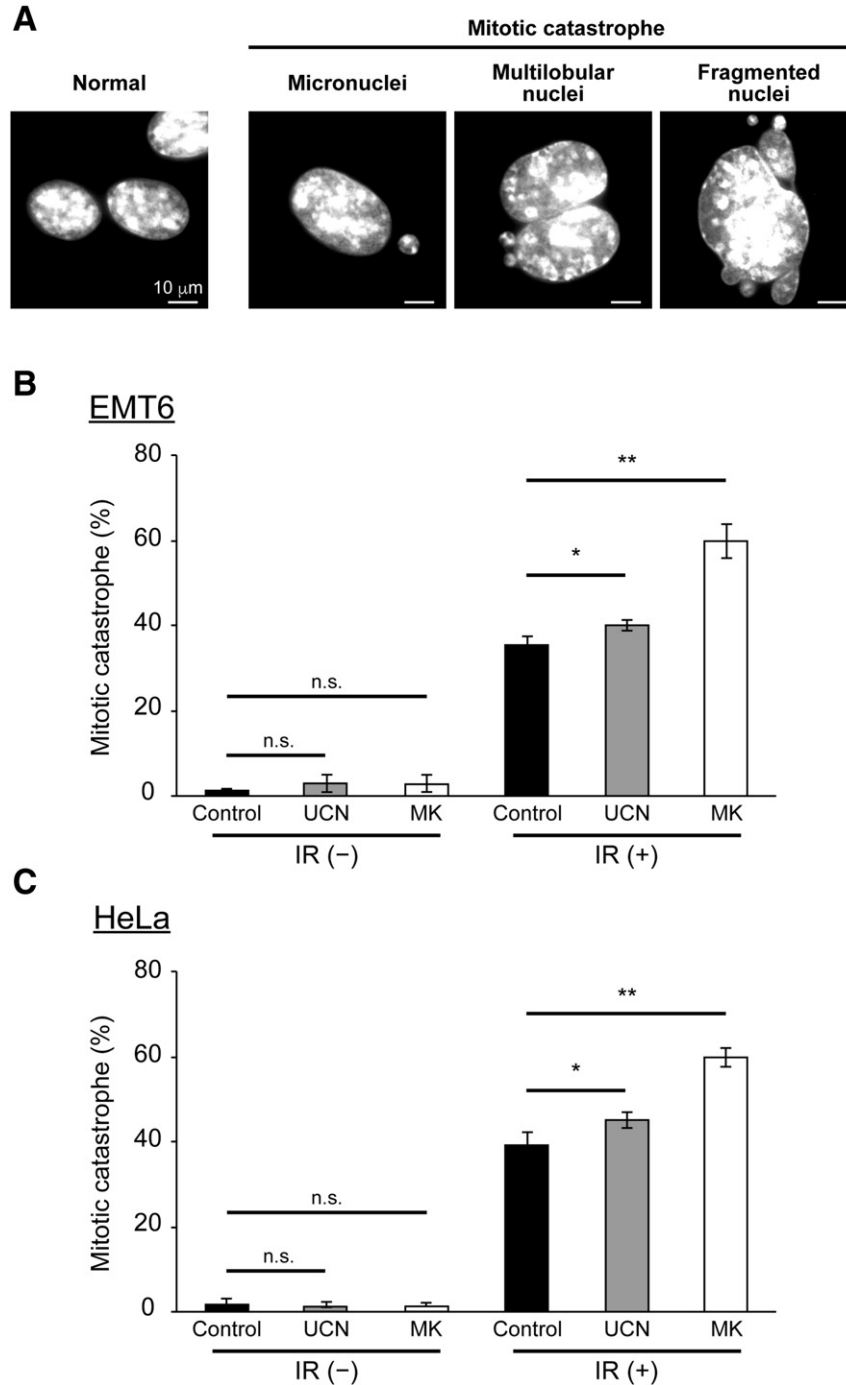 A
Mitotic catastrophe
Normal
Micronuclei
Multilobular
nuclei
Fragmented
nuclei
10 μm
B
EMT6
Mitotic catastrophe (%)
80
60
40
20
0
n.s.
n.s.
*
**
Control UCN MK Control UCN MK
IR (−) IR (+)
C
HeLa
Mitotic catastrophe (%)
80
60
40
20
0
n.s.
n.s.
*
**
Control UCN MK Control UCN MK
IR (−) IR (+)